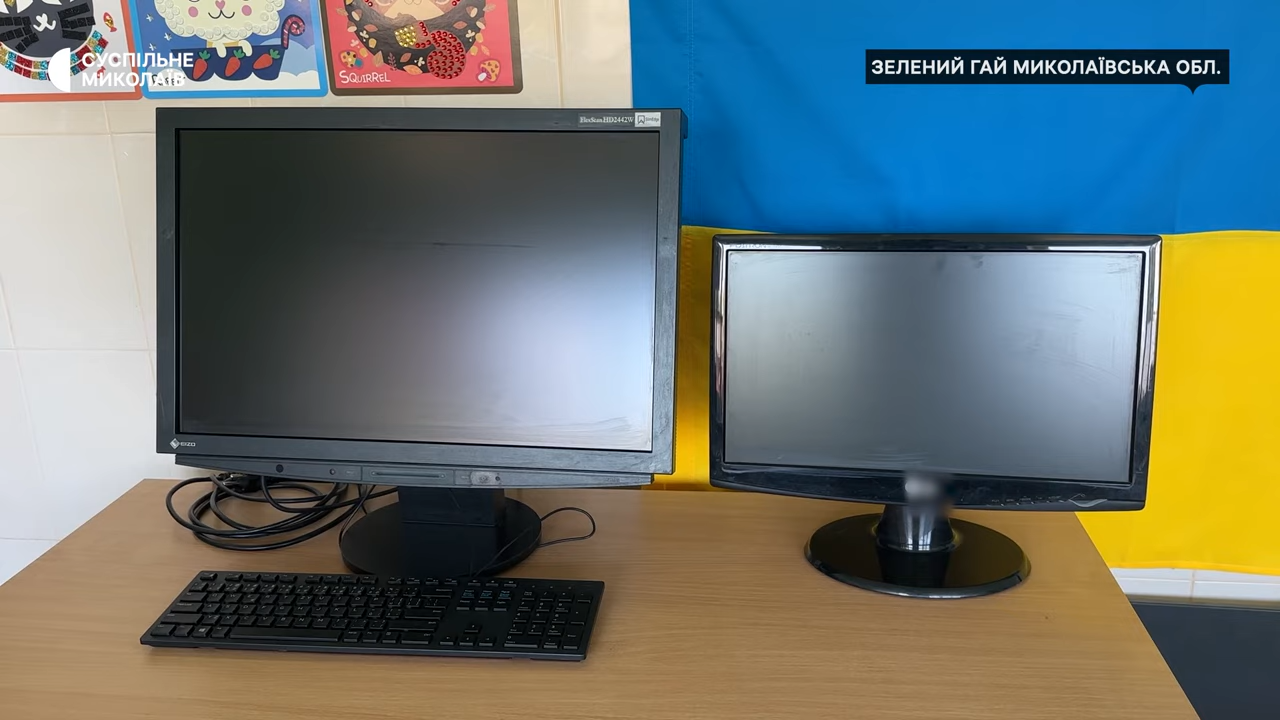 СУСПІЛЬНЕ
МИКОЛАЇВ
SQUIRREL
ЗЕЛЕНИЙ ГАЙ МИКОЛАЇВСЬКА ОБЛ.
FlexScan HD2442W
EIZO